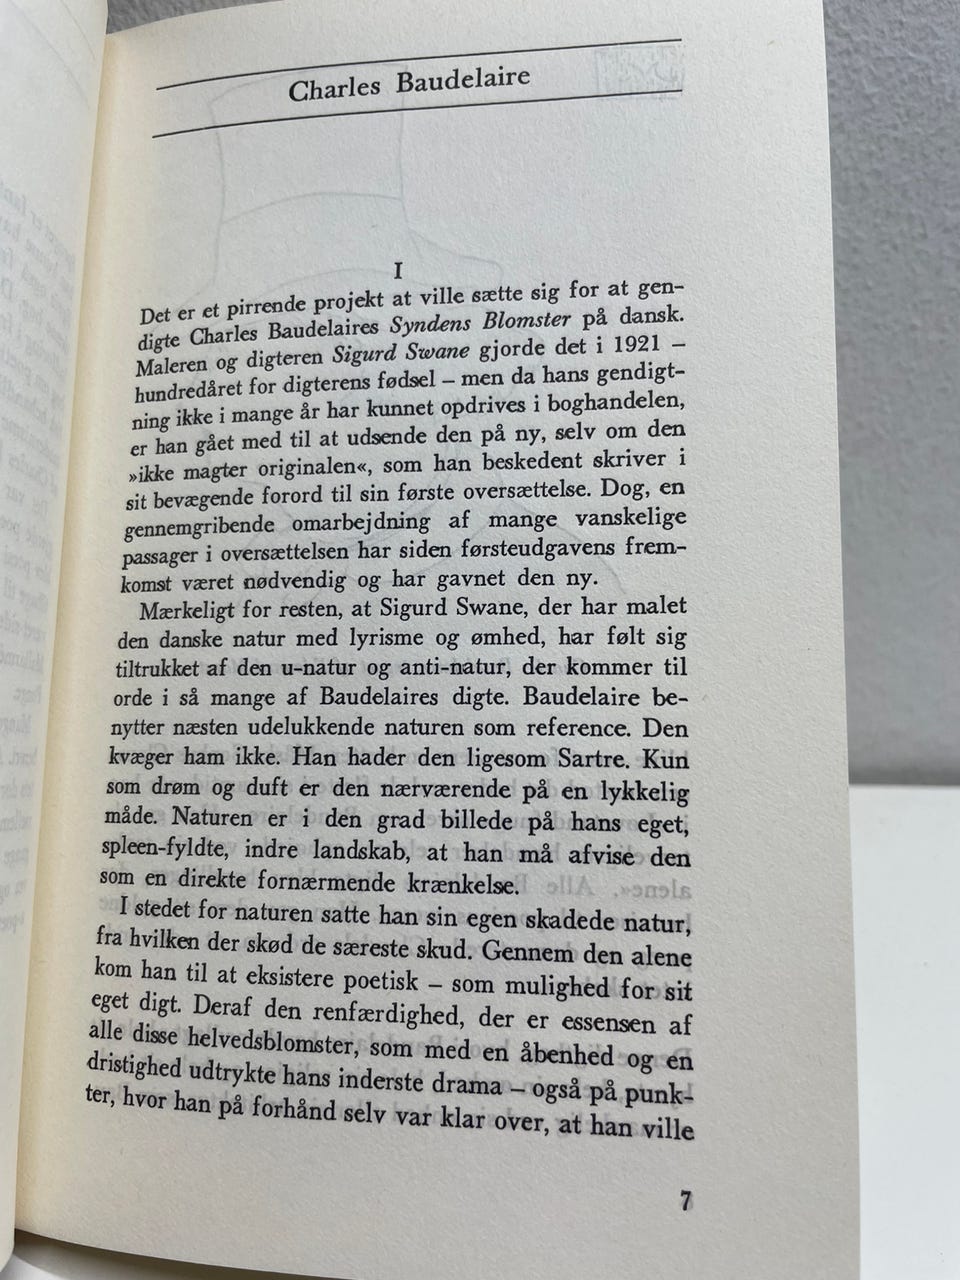 Charles Baudelaire
I
Det er et pirrende projekt at ville sætte sig for at gen-
digte Charles Baudelaires Syndens Blomster på dansk.
Maleren og digteren Sigurd Swane gjorde det i 1921 –
hundredåret for digterens fødsel – men da hans gendigt-
ning ikke i mange år har kunnet opdrives i boghandelen,
er han gået med til at udsende den på ny, selv om den
»ikke magter originalen«, som han beskedent skriver i
sit bevægende forord til sin første oversættelse. Dog, en
gennemgribende omarbejdning af mange vanskelige
passager i oversættelsen har siden førsteudgavens frem-
komst været nødvendig og har gavnet den ny.
Mærkeligt for resten, at Sigurd Swane, der har malet
den danske natur med lyrisme og ømhed, har følt sig
tiltrukket af den u-natur og anti-natur, der kommer til
orde i så mange af Baudelaires digte. Baudelaire be-
nytter næsten udelukkende naturen som reference. Den
kvæger ham ikke. Han hader den ligesom Sartre. Kun
som drøm og duft er den nærværende på en lykkelig
måde. Naturen er i den grad billede på hans eget,
spleen-fyldte, indre landskab, at han må afvise den
som en direkte fornærmende krænkelse.
I stedet for naturen satte han sin egen skadede natur,
fra hvilken der skød de særeste skud. Gennem den alene
kom han til at eksistere poetisk – som mulighed for sit
eget digt. Deraf den renfærdighed, der er essensen af
alle disse helvedsblomster, som med en åbenhed og en
dristighed udtrykte hans inderste drama – også på punk-
ter, hvor han på forhånd selv var klar over, at han ville
7